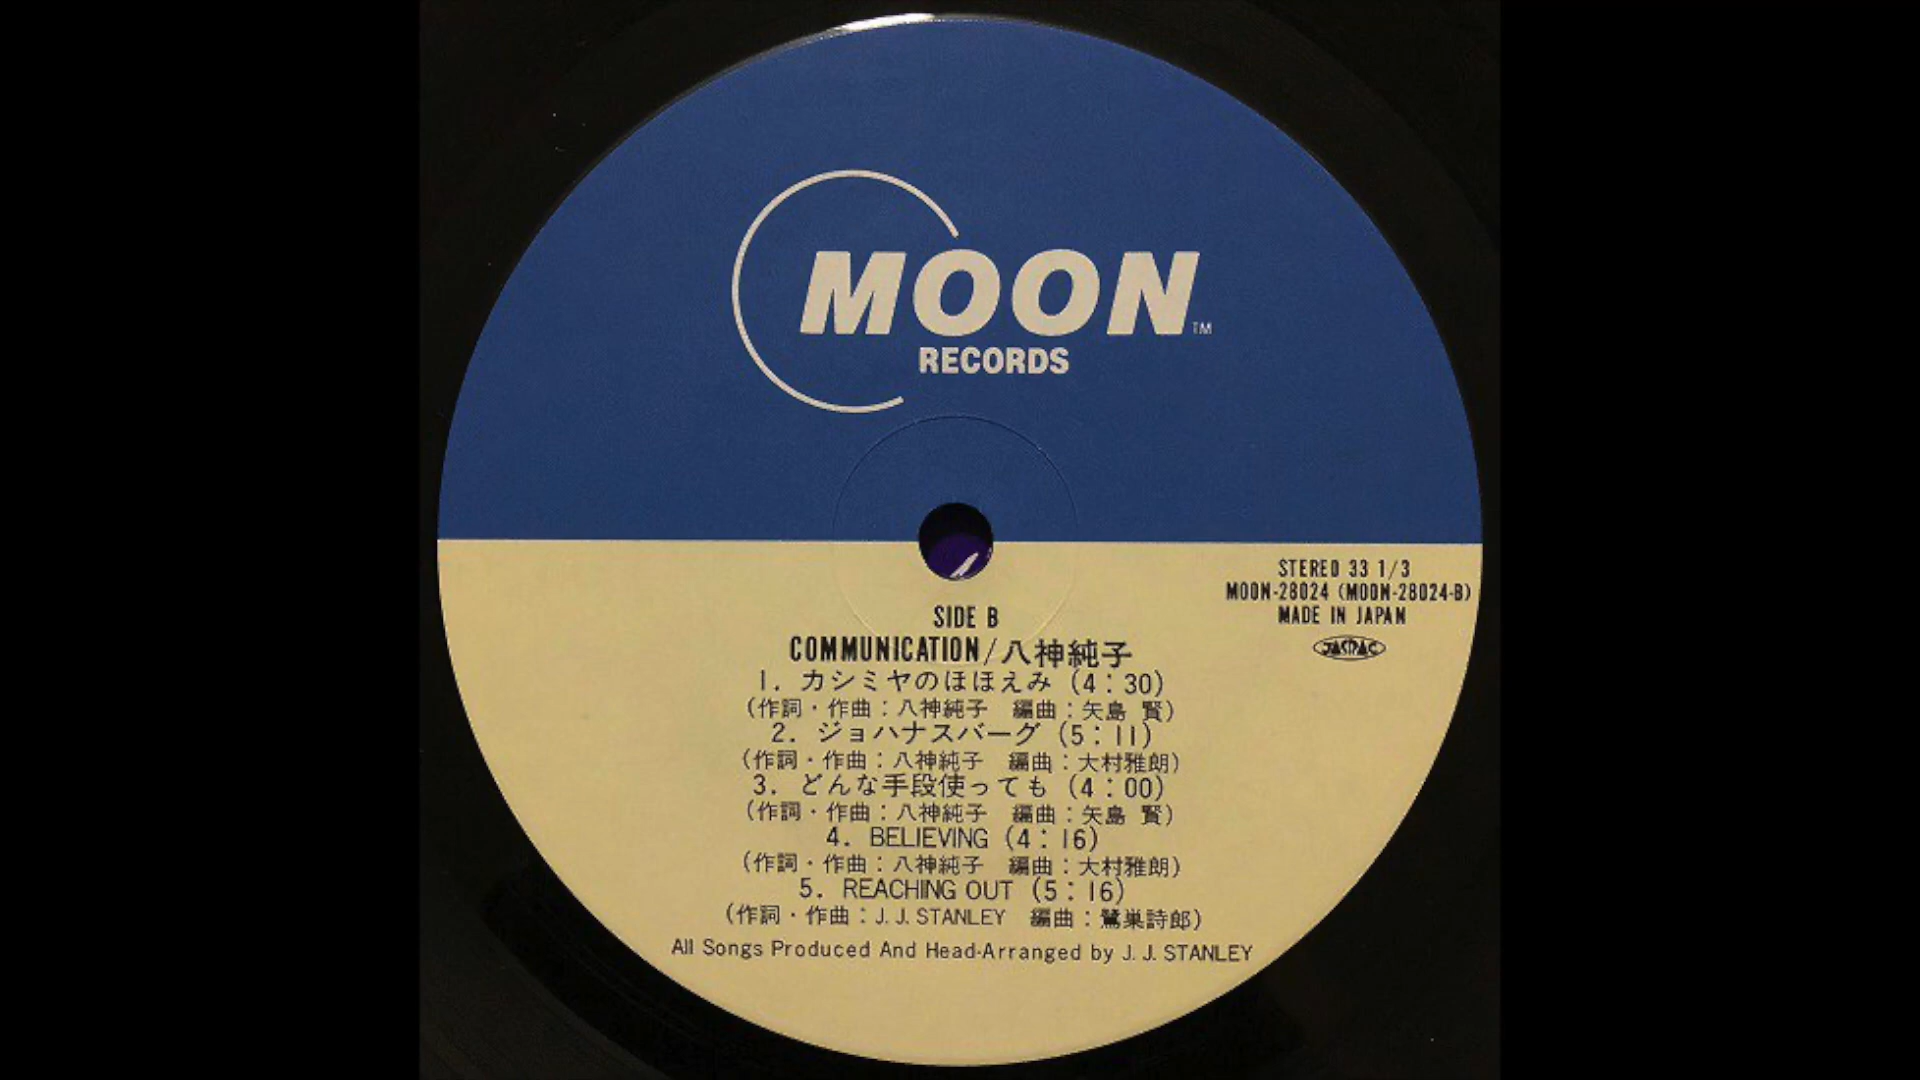 MOON TM
RECORDS
STEREO 33 1/3
MOON-28024 (MOON-28024-B)
MADE IN JAPAN
JASRAC
SIDE B
COMMUNICATION/八神純子
1. カシミヤのほほえみ (4:30)
(作詞・作曲:八神純子 編曲:矢島 賢)
2. ジョハナスバーグ (5:11)
(作詞・作曲:八神純子 編曲:大村雅朗)
3. どんな手段使っても (4:00)
(作詞・作曲:八神純子 編曲:矢島 賢)
4. BELIEVING (4:16)
(作詞・作曲:八神純子 編曲:大村雅朗)
5. REACHING OUT (5:16)
(作詞・作曲:J. J. STANLEY 編曲:鷺巣詩郎)
All Songs Produced And Head-Arranged by J. J. STANLEY